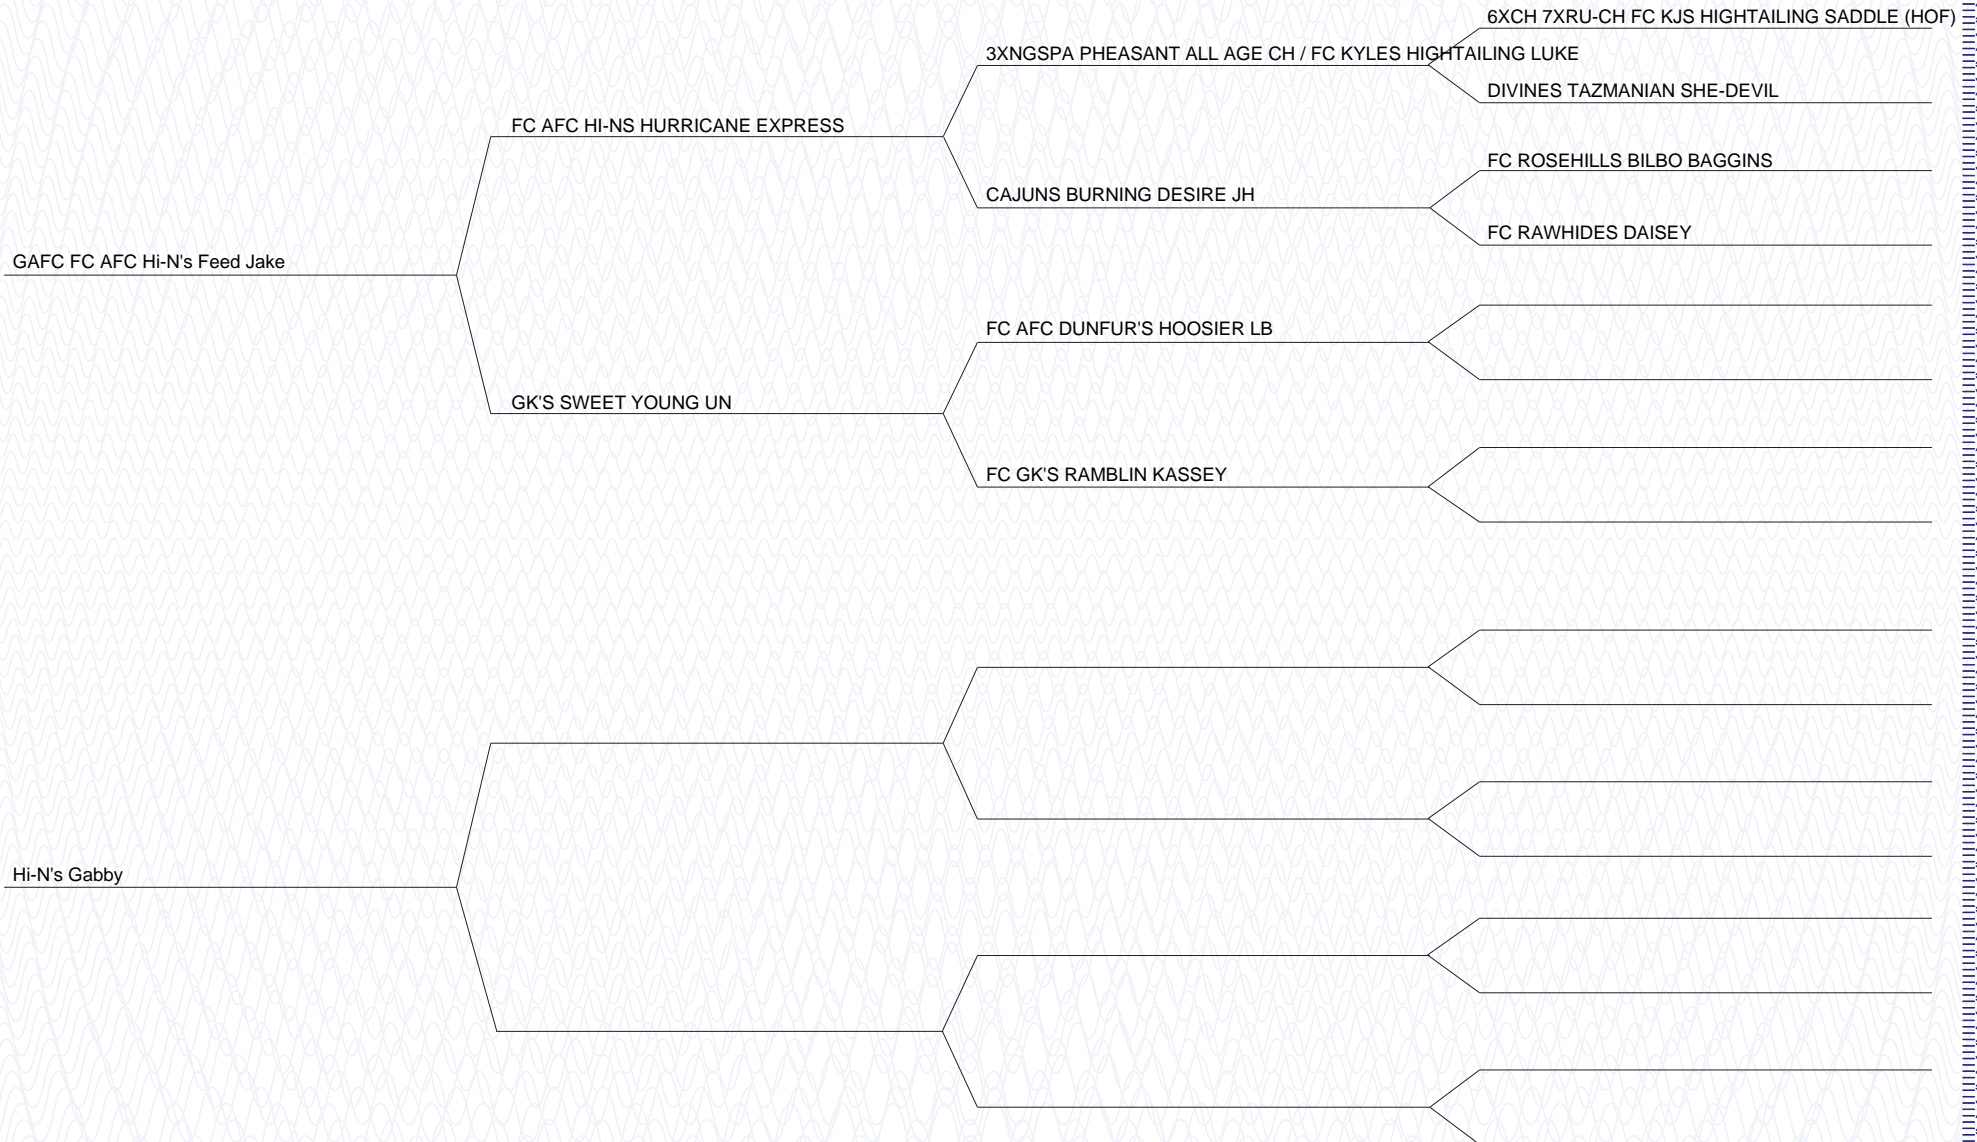 6XCH 7XRU-CH FC KJS HIGHTAILING SADDLE (HOF)
3XNGSPA PHEASANT ALL AGE CH / FC KYLES HIGHTAILING LUKE
DIVINES TAZMANIAN SHE-DEVIL
FC AFC HI-NS HURRICANE EXPRESS
FC ROSEHILLS BILBO BAGGINS
CAJUNS BURNING DESIRE JH
FC RAWHIDES DAISEY
GAFC FC AFC Hi-N's Feed Jake
FC AFC DUNFUR'S HOOSIER LB
GK'S SWEET YOUNG UN
FC GK'S RAMBLIN KASSEY
Hi-N's Gabby